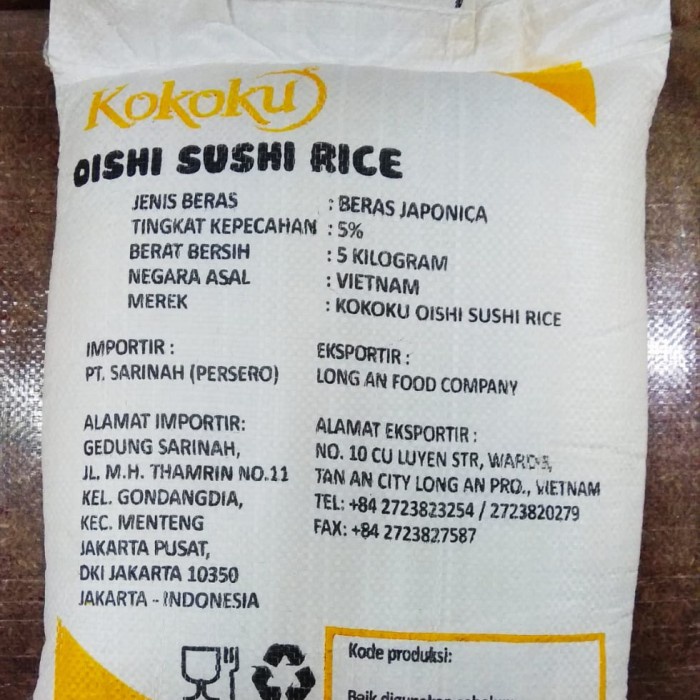 Kokoku
OISHI SUSHI RICE
JENIS BERAS : BERAS JAPONICA
TINGKAT KEPECAHAN : 5%
BERAT BERSIH : 5 KILOGRAM
NEGARA ASAL : VIETNAM
MEREK : KOKOKU OISHI SUSHI RICE
IMPORTIR :
PT. SARINAH (PERSERO)
EKSPORTIR :
LONG AN FOOD COMPANY
ALAMAT IMPORTIR:
GEDUNG SARINAH,
JL. M.H. THAMRIN NO.11
KEL. GONDANGDIA,
KEC. MENTENG
JAKARTA PUSAT,
DKI JAKARTA 10350
JAKARTA - INDONESIA
ALAMAT EKSPORTIR :
NO. 10 CU LUYEN STR, WARD
TAN AN CITY LONG AN PRO., VIETNAM
TEL: +84 2723823254 / 2723820279
FAX: +84 2723827587
Kode produksi: